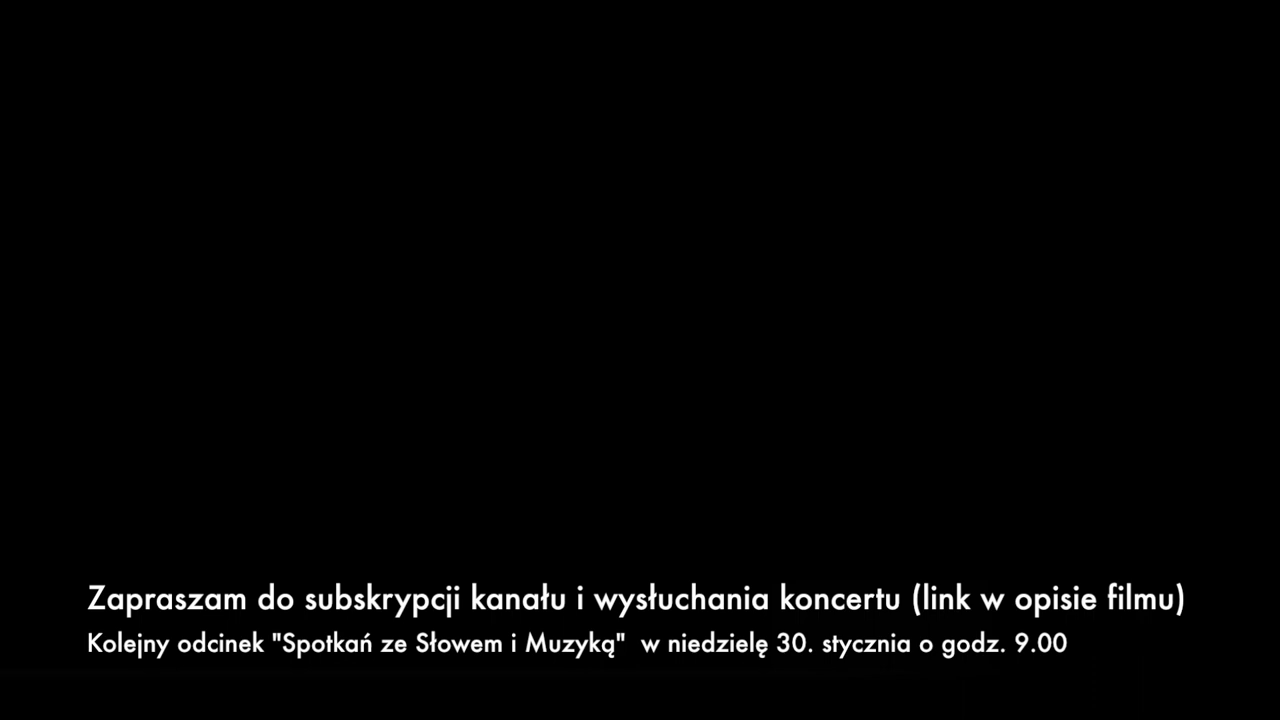 Zapraszam do subskrypcji kanału i wysłuchania koncertu (link w opisie filmu)
Kolejny odcinek "Spotkań ze Słowem i Muzyką" w niedzielę 30. stycznia o godz. 9.00